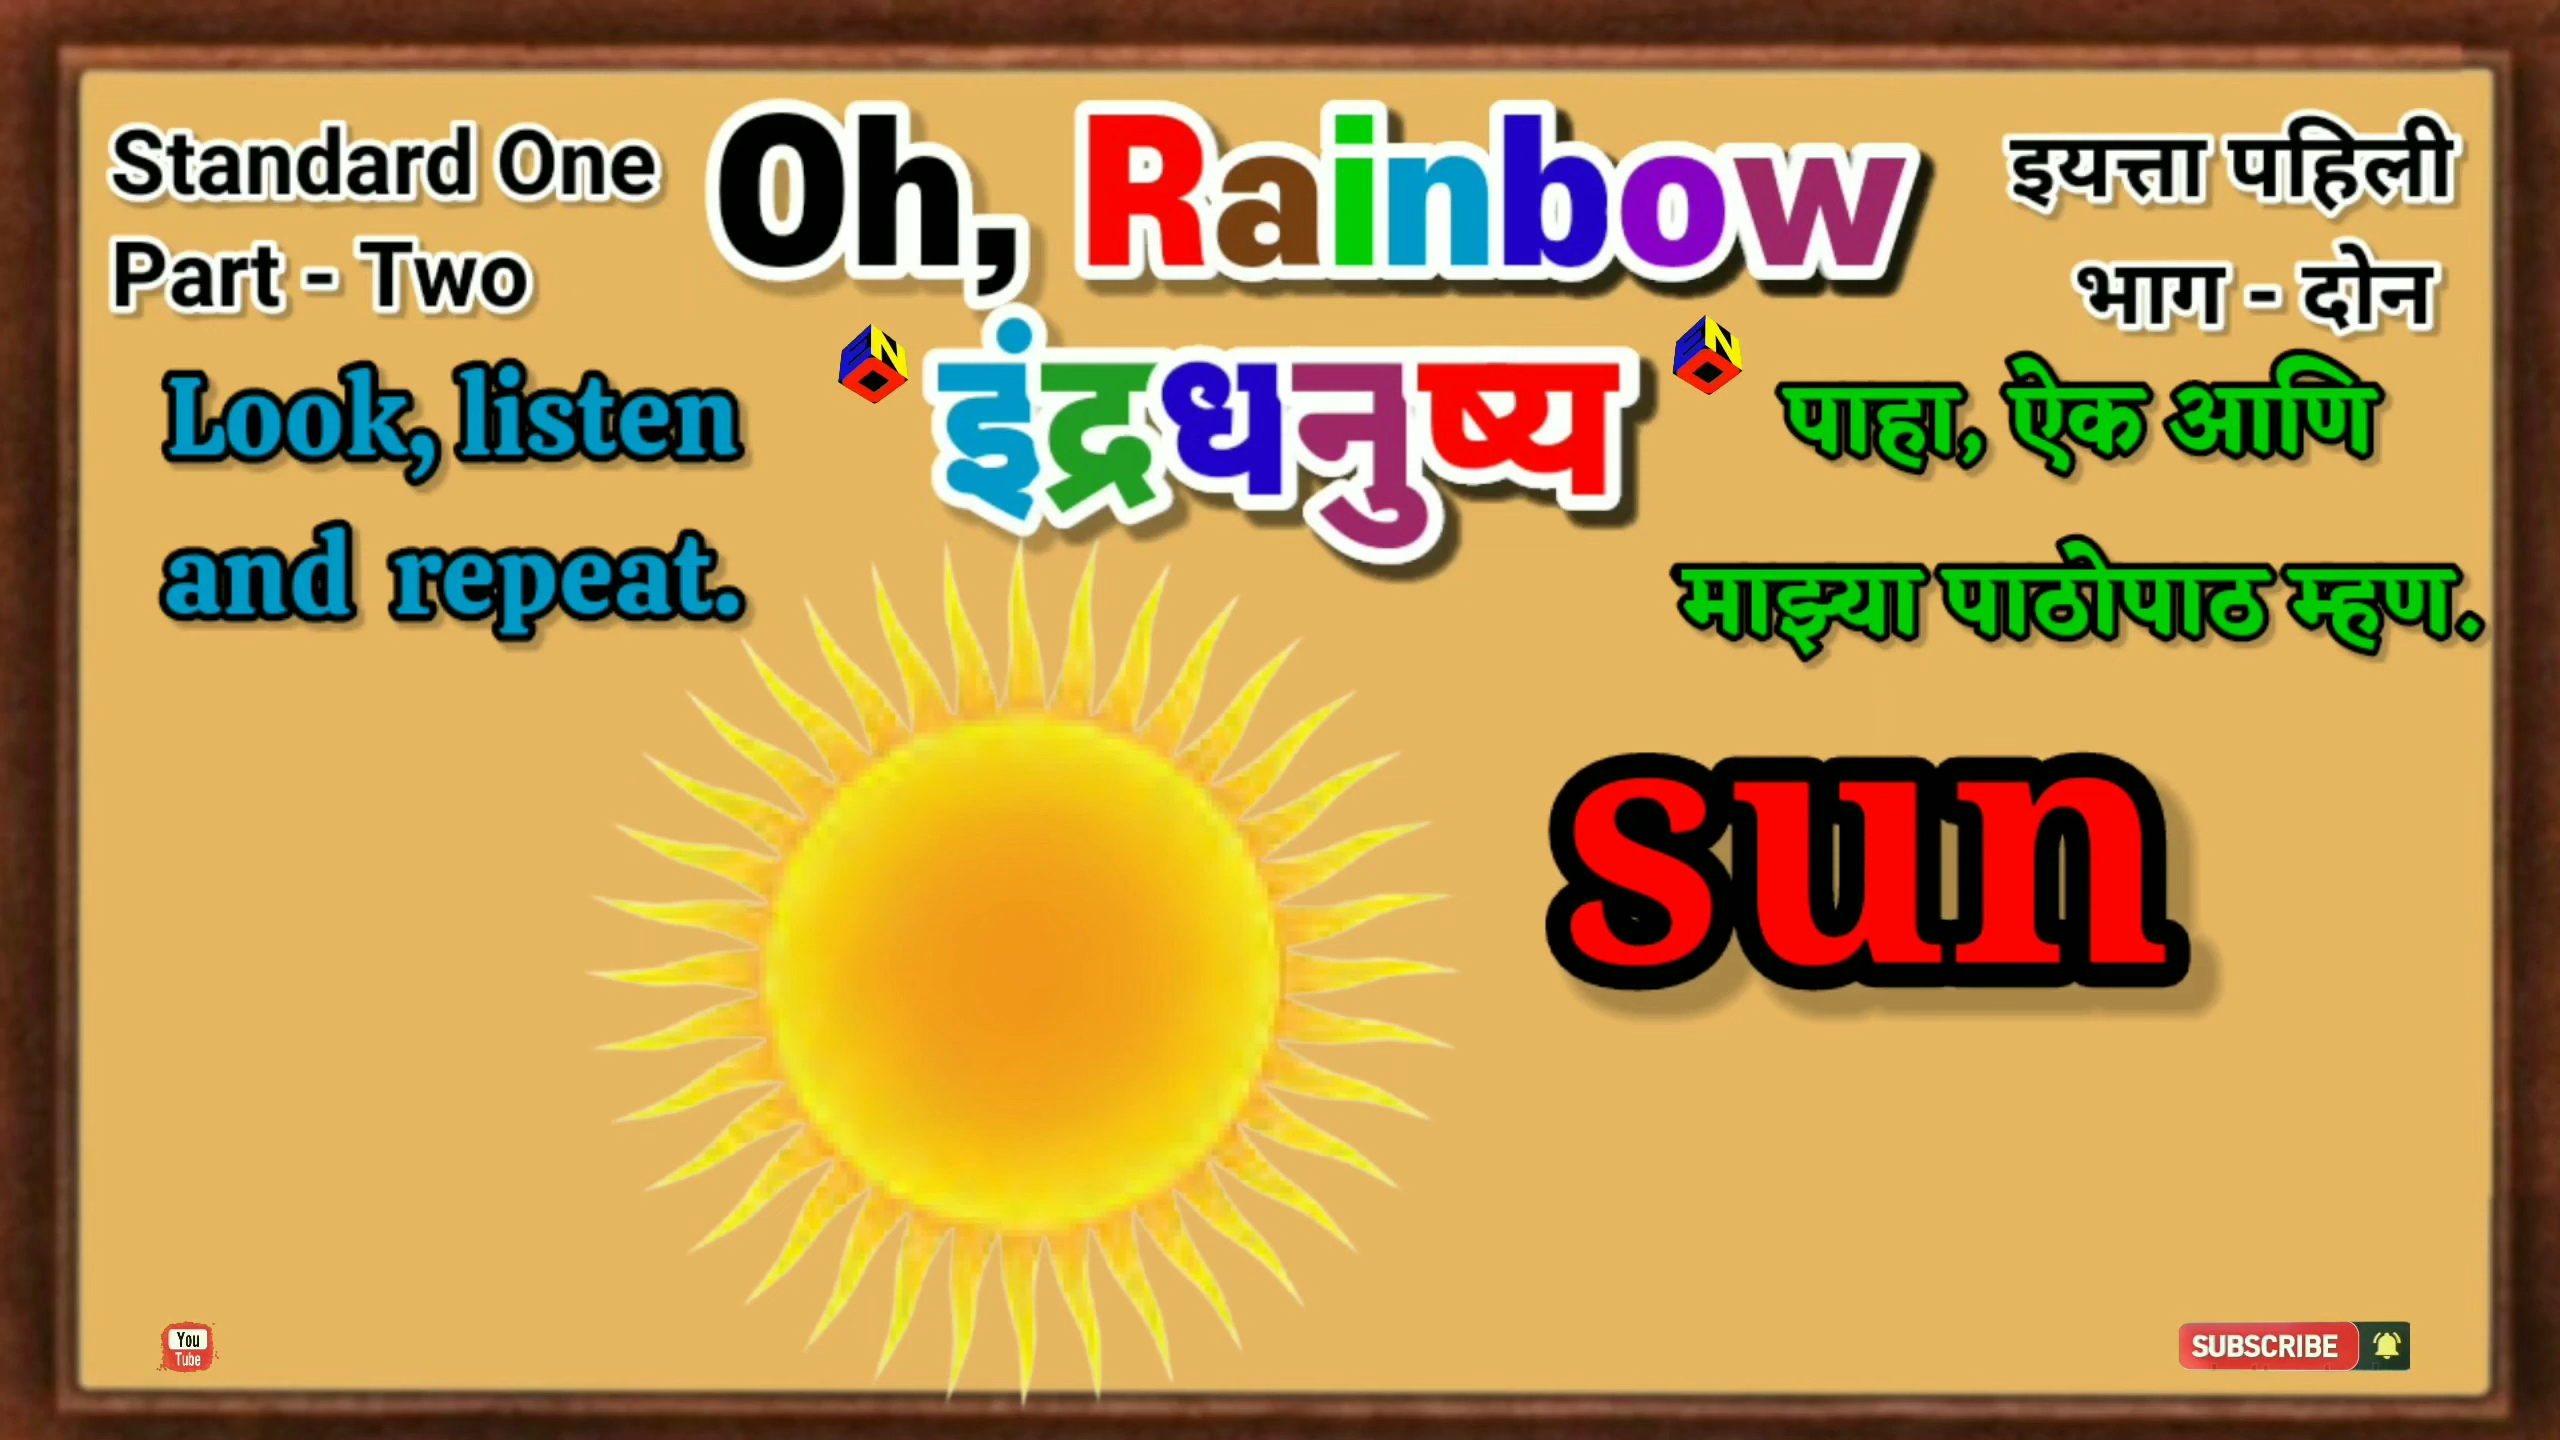 Standard One
Part - Two
Oh, Rainbow
इंद्रधनुष्य
इयत्ता पहिली
भाग - दोन
Look, listen
and repeat.
पाहा, ऐक आणि
माझ्या पाठोपाठ म्हण.
sun
You
Tube
SUBSCRIBE